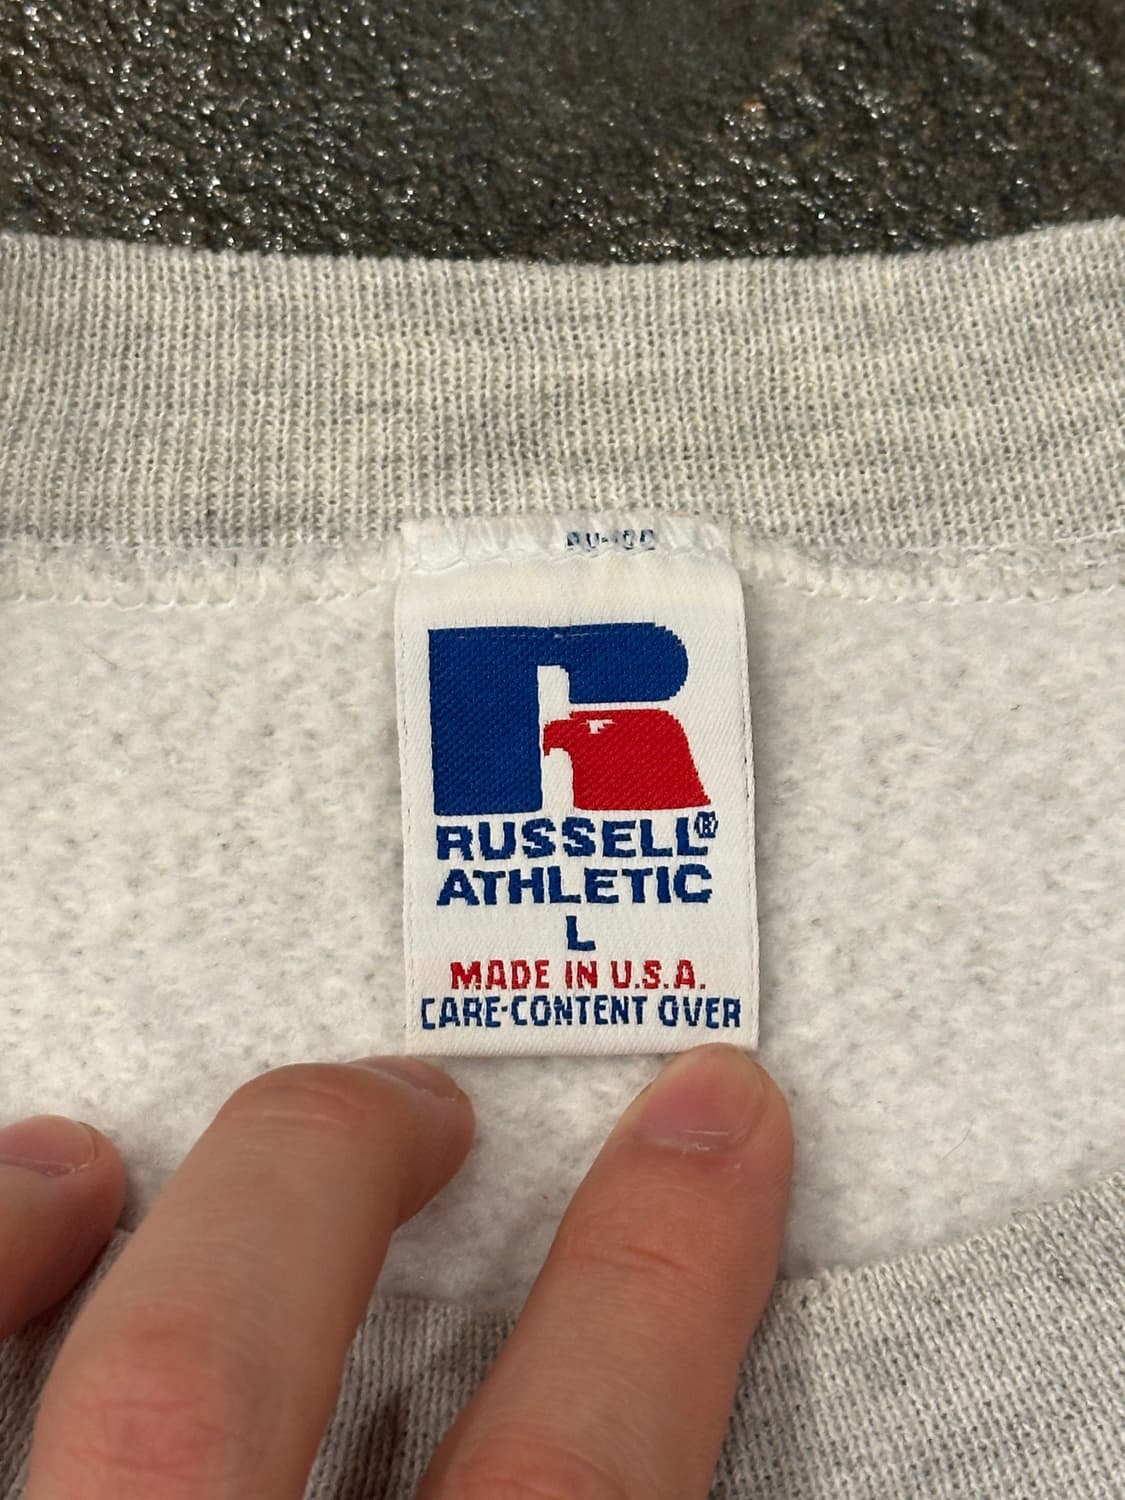 RUSSELL®
ATHLETIC
L
MADE IN U.S.A.
CARE-CONTENT OVER